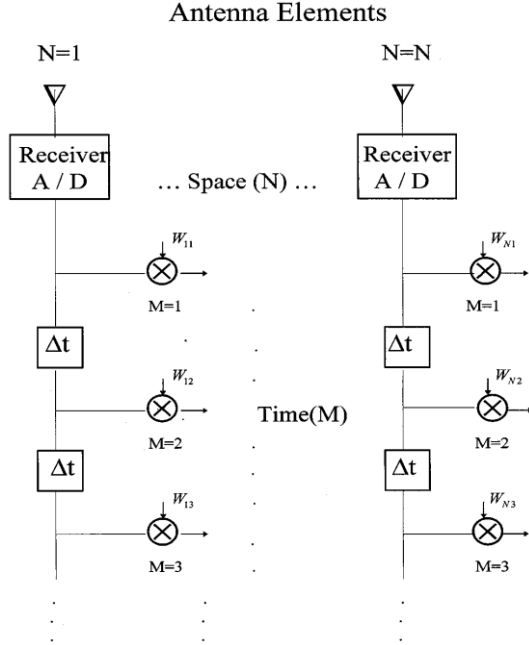 Antenna Elements
N=1
N=N
Receiver
A / D
Receiver
A / D
... Space (N) ...
W11
WN1
M=1
M=1
Δt
Δt
W12
WN2
Time(M)
M=2
M=2
Δt
Δt
W13
WN3
M=3
M=3